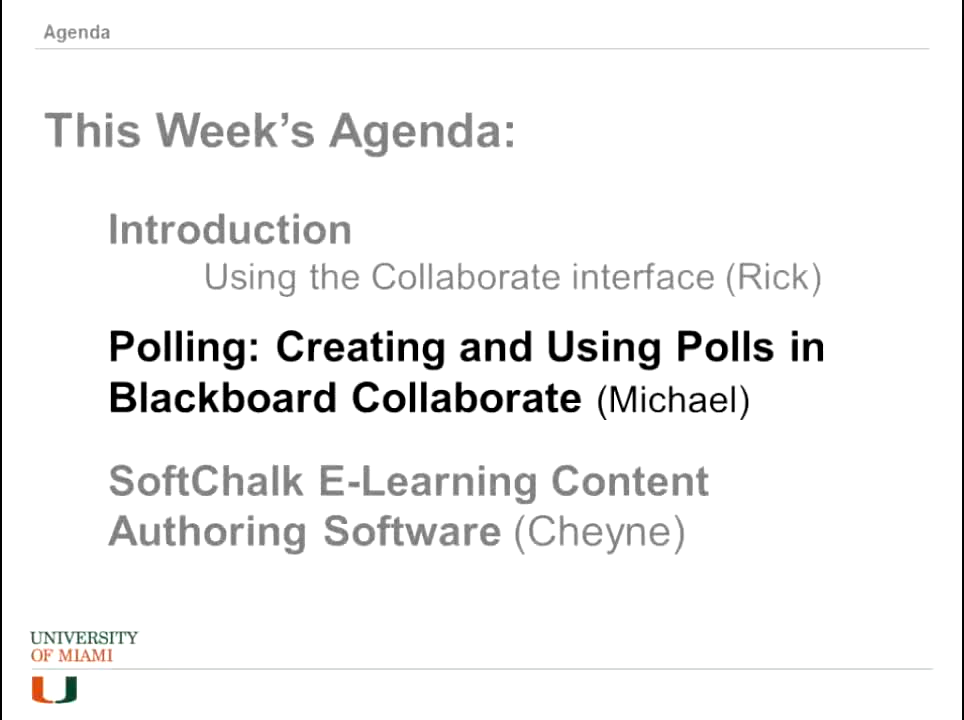 Agenda
This Week's Agenda:
Introduction
Using the Collaborate interface (Rick)
Polling: Creating and Using Polls in
Blackboard Collaborate (Michael)
SoftChalk E-Learning Content
Authoring Software (Cheyne)
UNIVERSITY
OF MIAMI
U